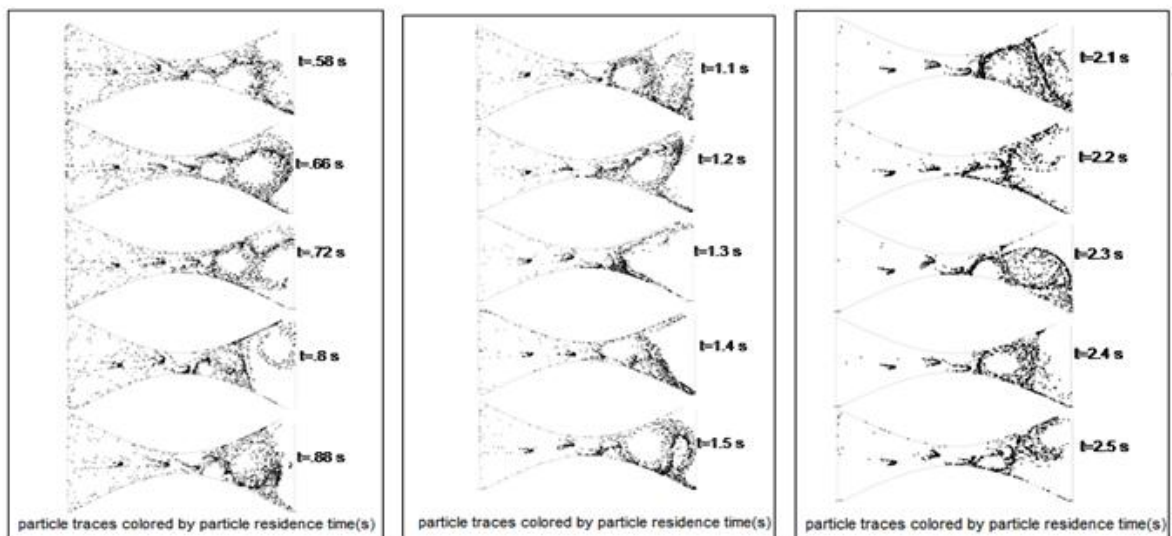 t=.58 s
t=.66 s
t=.72 s
t=.8 s
t=.88 s
particle traces colored by particle residence time(s)
t=1.1 s
t=1.2 s
t=1.3 s
t=1.4 s
t=1.5 s
particle traces colored by particle residence time(s)
t=2.1 s
t=2.2 s
t=2.3 s
t=2.4 s
t=2.5 s
particle traces colored by particle residence time(s)